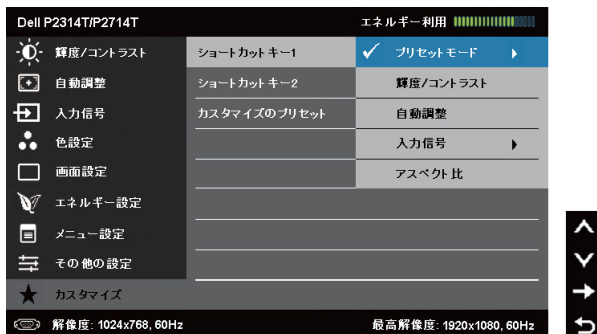 Dell P2314T/P2714T
エネルギー利用
輝度/コントラスト
自動調整
入力信号
色設定
画面設定
エネルギー設定
メニュー設定
その他の設定
カスタマイズ
ショートカットキー1
ショートカットキー2
カスタマイズのプリセット
プリセットモード
輝度/コントラスト
自動調整
入力信号
アスペクト比
解像度: 1024x768, 60Hz
最高解像度: 1920x1080, 60Hz